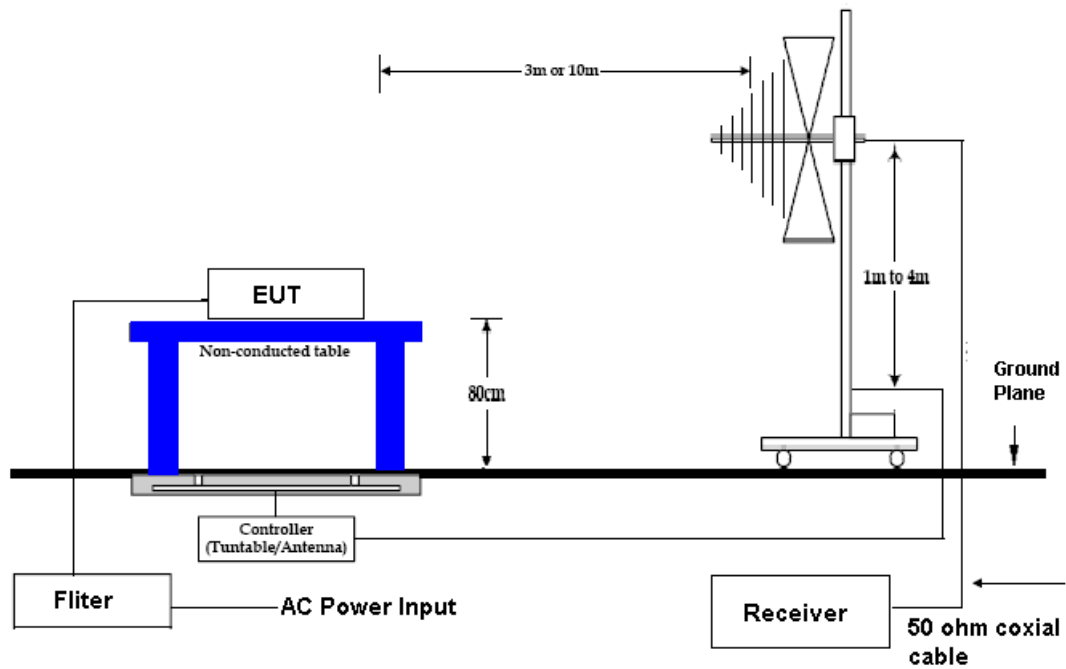 3m or 10m
EUT
Non-conducted table
80cm
1m to 4m
Ground
Plane
Controller
(Tuntable/Antenna)
Fliter
AC Power Input
Receiver
50 ohm coxial
cable